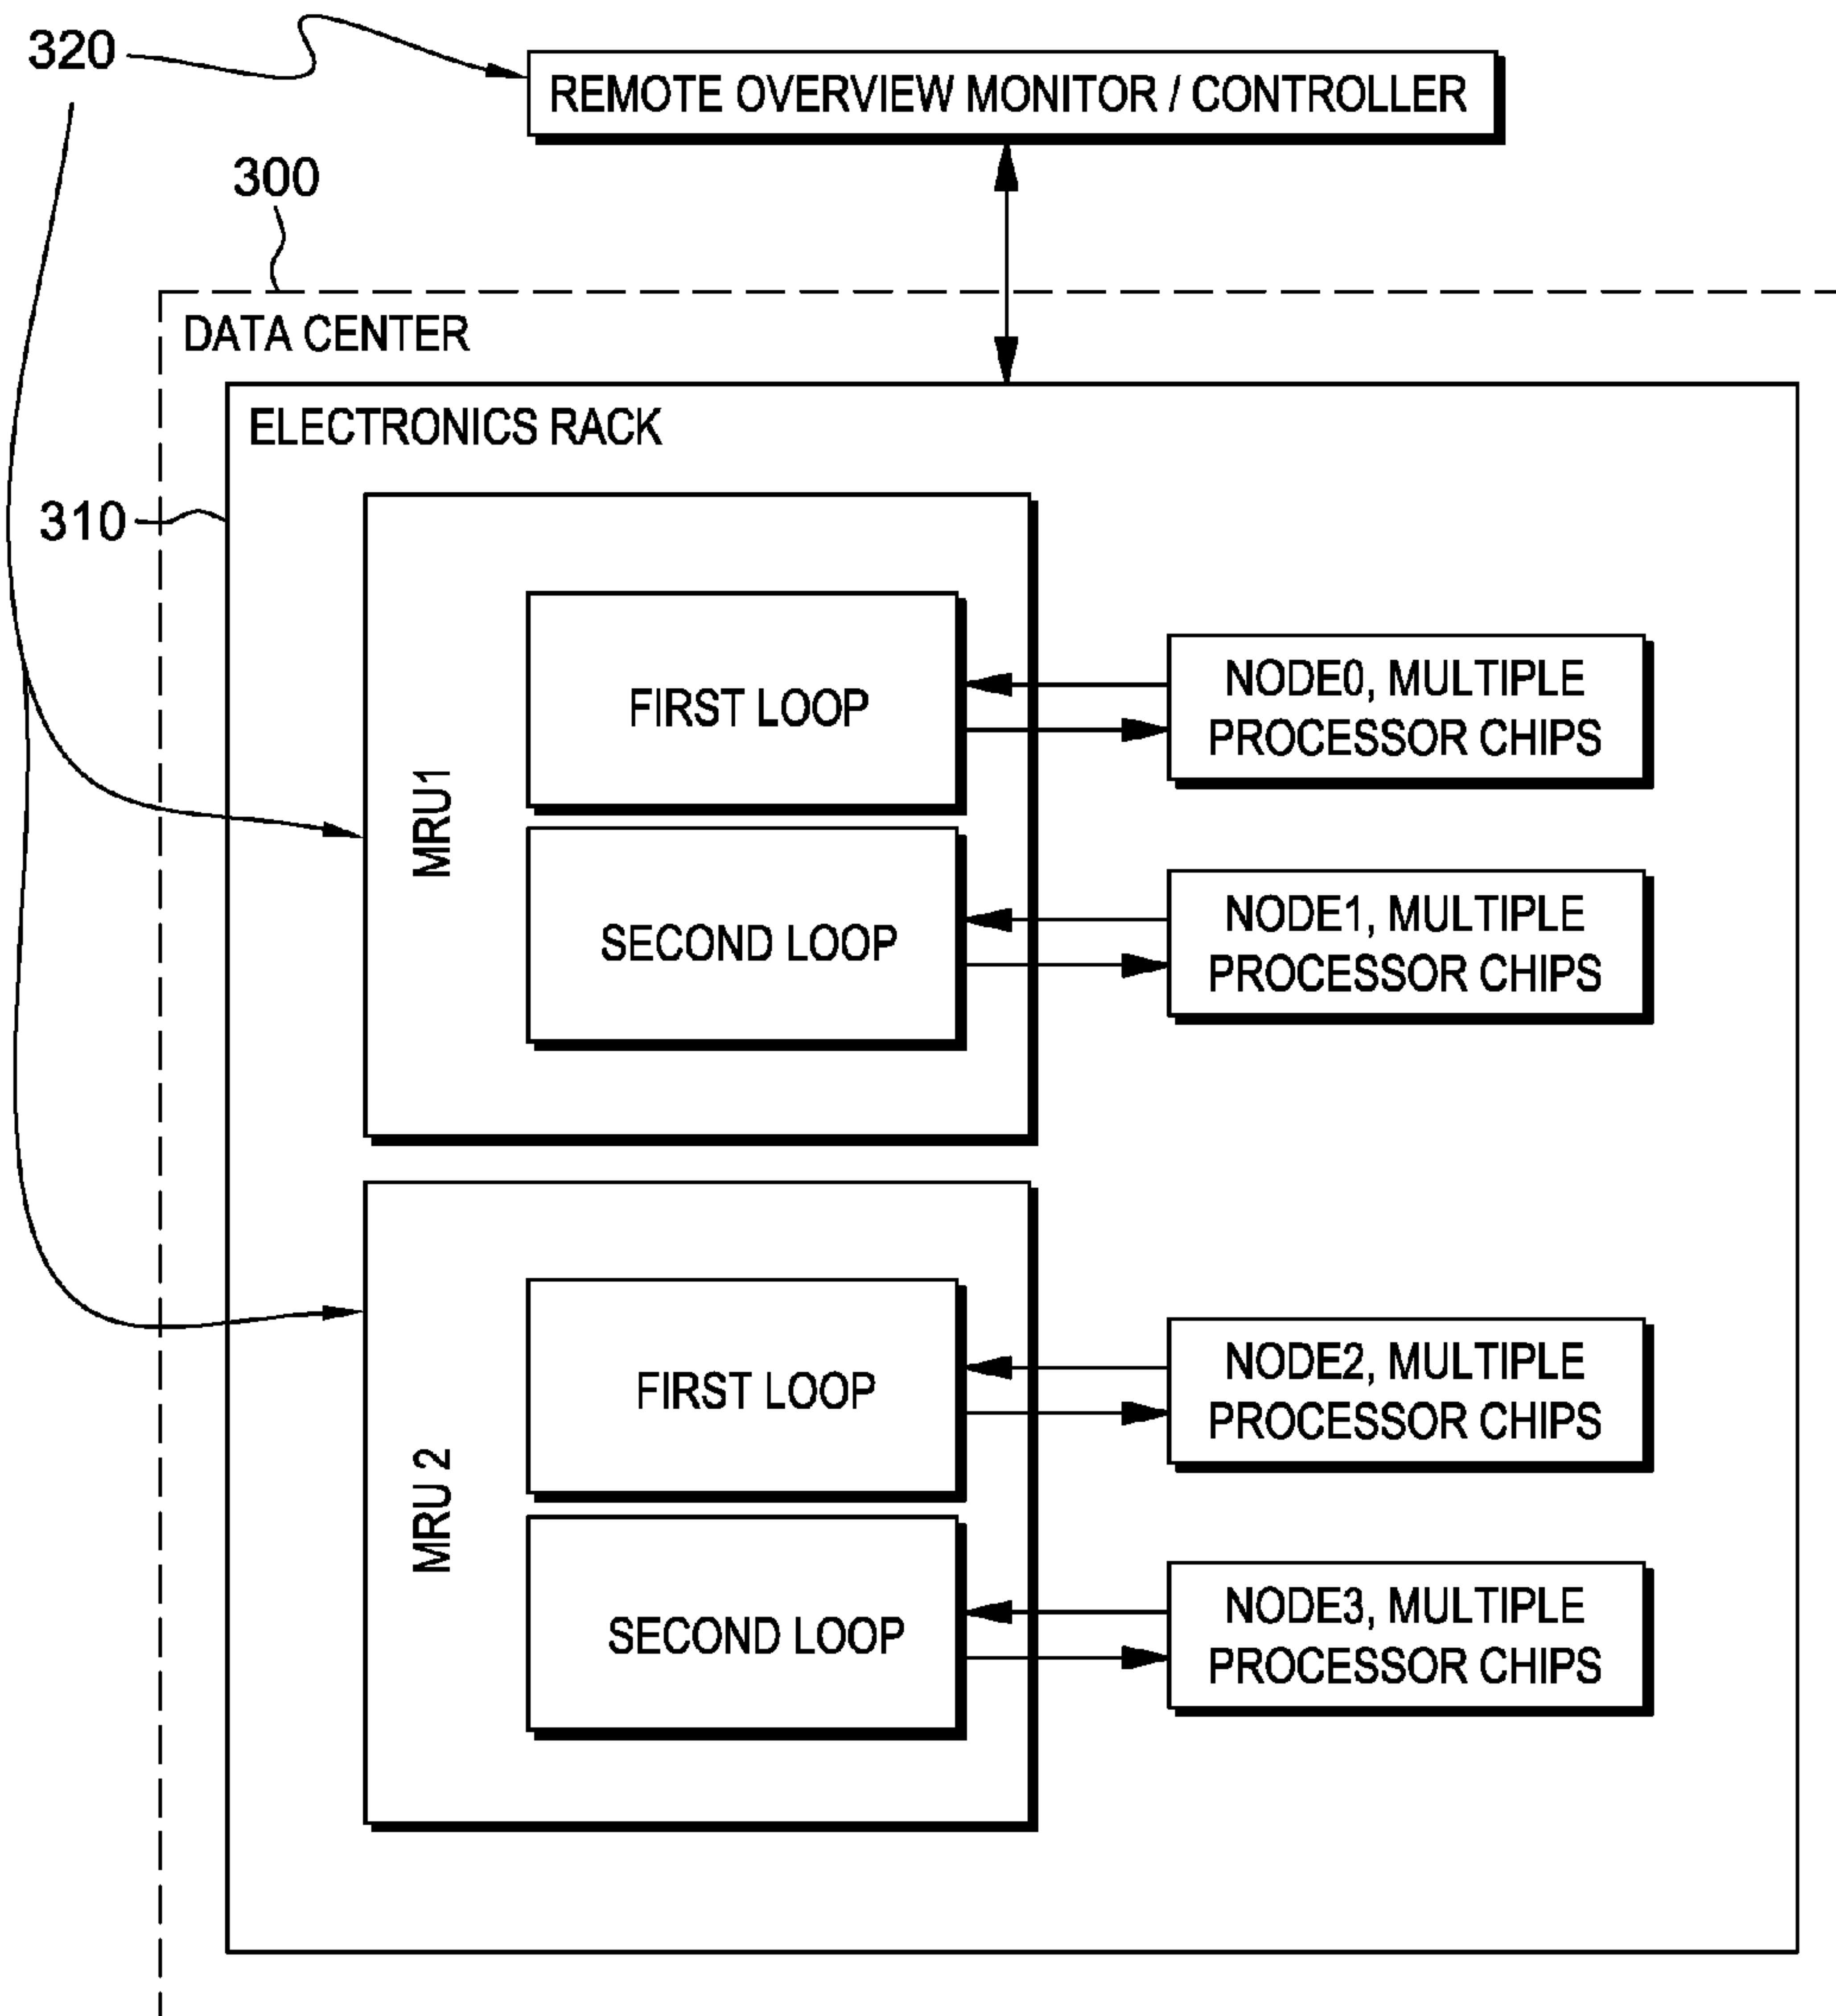 320
REMOTE OVERVIEW MONITOR / CONTROLLER
300
DATA CENTER
ELECTRONICS RACK
310
MRU1
FIRST LOOP
NODE0, MULTIPLE
PROCESSOR CHIPS
SECOND LOOP
NODE1, MULTIPLE
PROCESSOR CHIPS
MRU 2
FIRST LOOP
NODE2, MULTIPLE
PROCESSOR CHIPS
SECOND LOOP
NODE3, MULTIPLE
PROCESSOR CHIPS